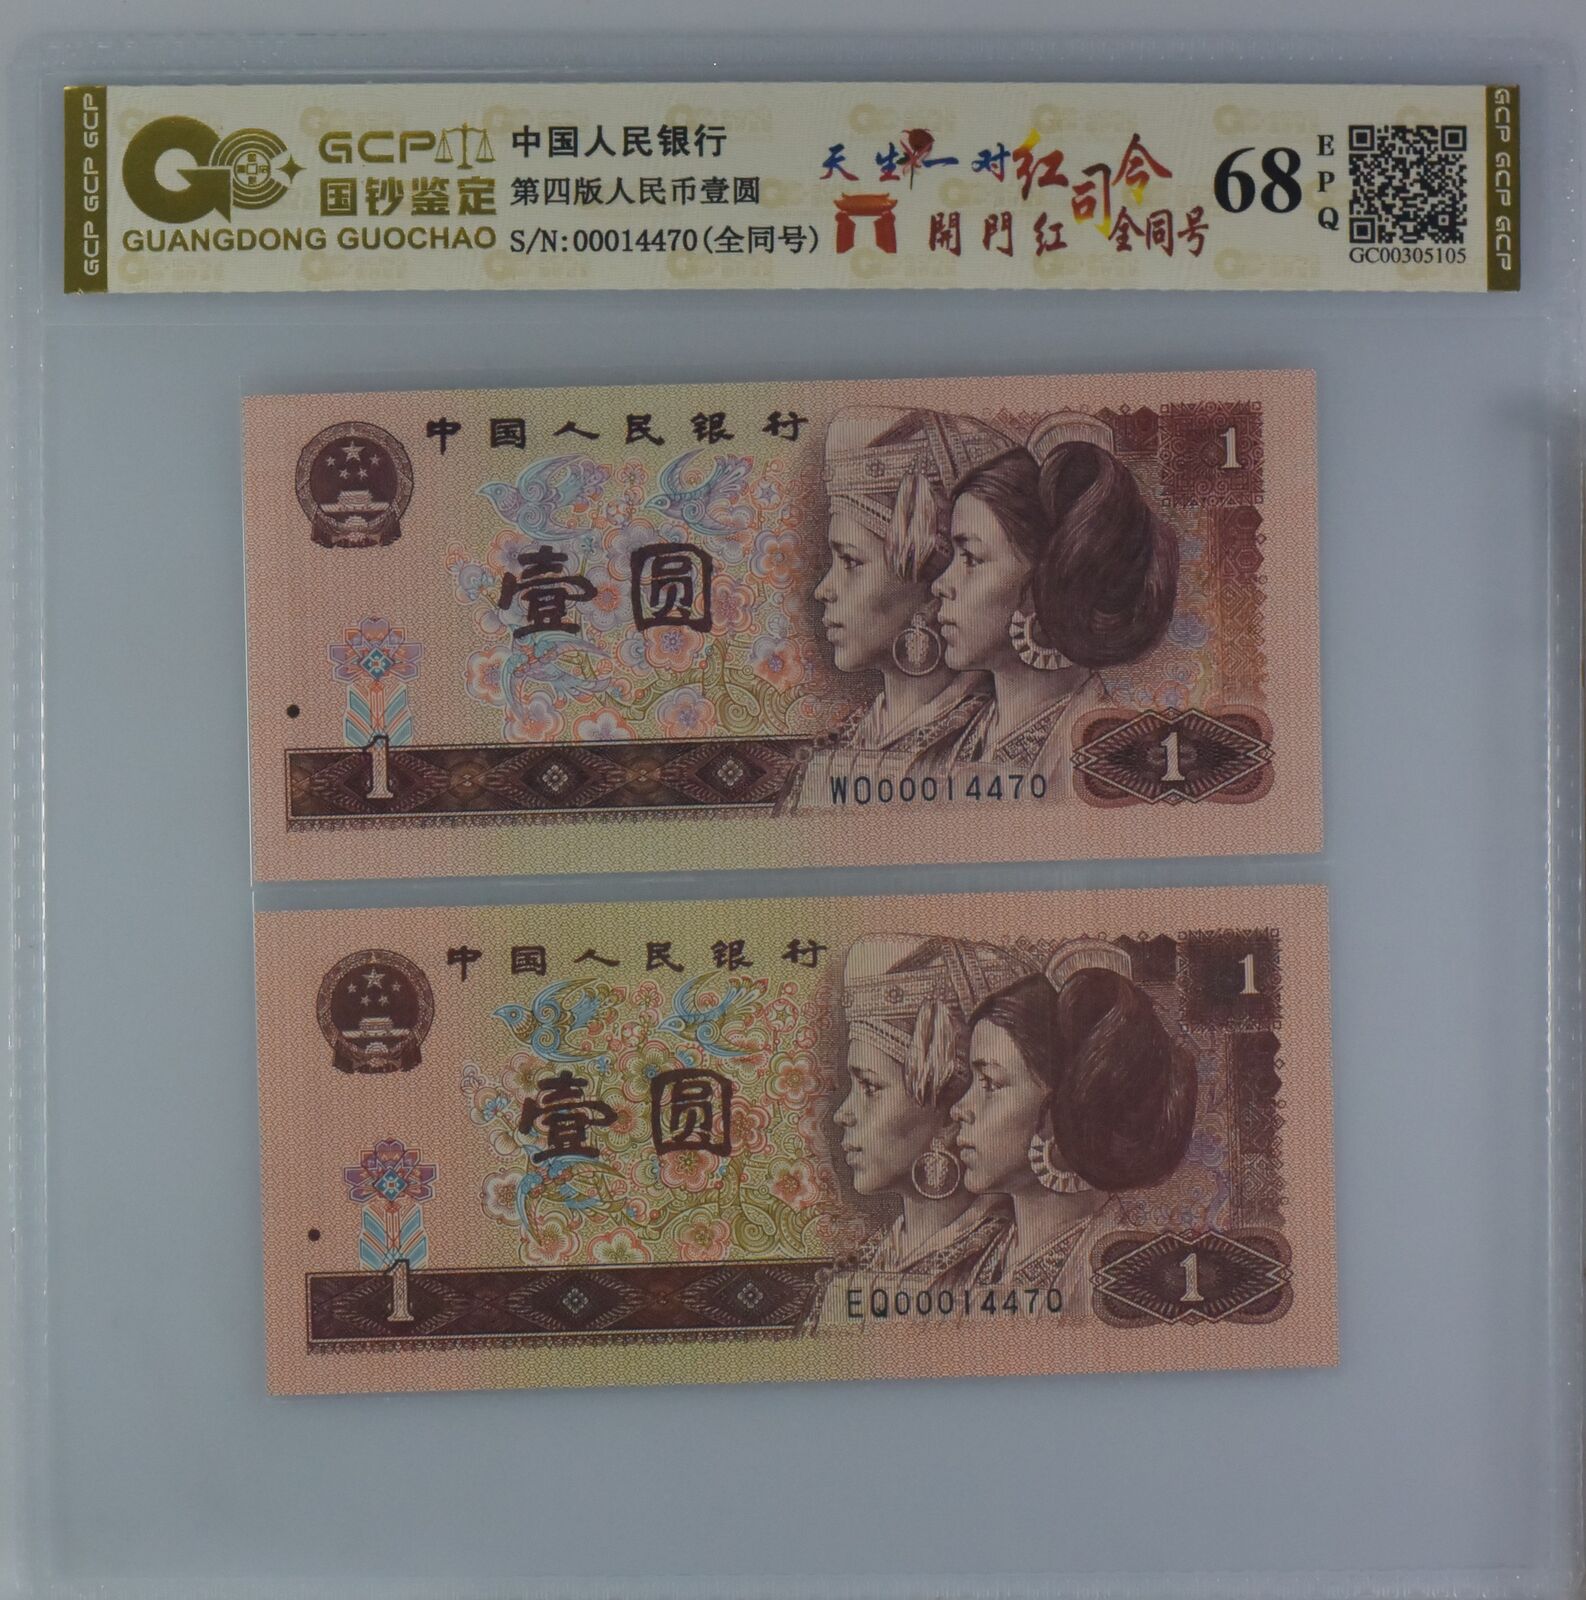 GCP GCP GCP
GCP
国钞鉴定
GUANGDONG GUOCHAO
中国人民银行
第四版人民币壹圆
S/N:00014470(全同号)
天生一对红司令
開門红 全同号
68
EPQ
GC00305105
GCP GCP GCP
中国人民银行
1
壹圆
1
WO00014470
1
中国人民银行
1
壹圆
1
EQ00014470
1